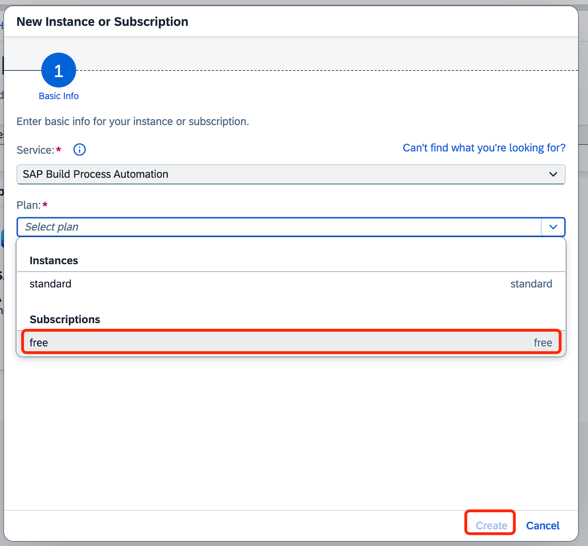 New Instance or Subscription
1
Basic Info
Enter basic info for your instance or subscription.
Service:* Can't find what you're looking for?
SAP Build Process Automation
Plan:*
Select plan
Instances
standard standard
Subscriptions
free free
Create Cancel